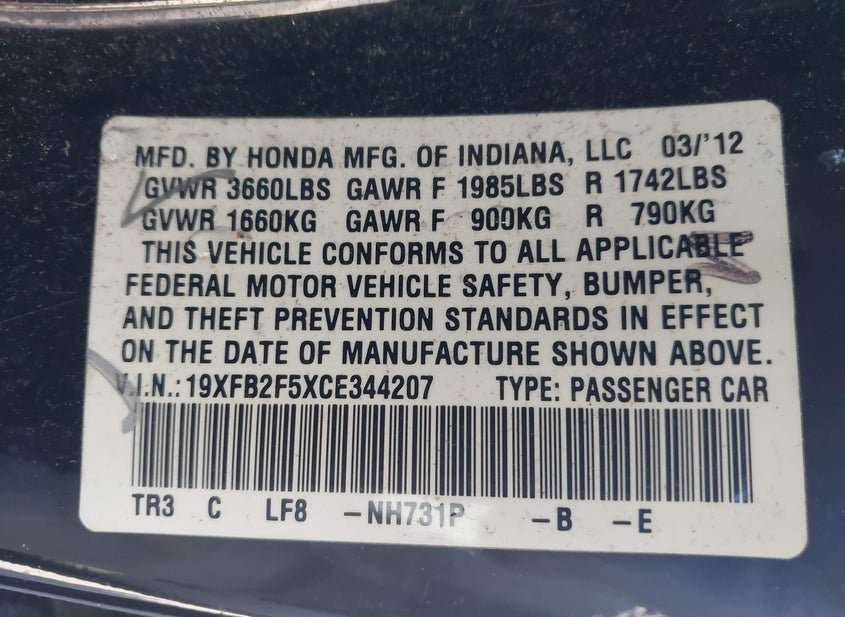 MFD. BY HONDA MFG. OF INDIANA, LLC 03/'12
GVWR 3660LBS GAWR F 1985LBS R 1742LBS
GVWR 1660KG GAWR F 900KG R 790KG
THIS VEHICLE CONFORMS TO ALL APPLICABLE
FEDERAL MOTOR VEHICLE SAFETY, BUMPER,
AND THEFT PREVENTION STANDARDS IN EFFECT
ON THE DATE OF MANUFACTURE SHOWN ABOVE.
V.I.N.: 19XFB2F5XCE344207 TYPE: PASSENGER CAR
TR3 C LF8 -NH731P -B -E